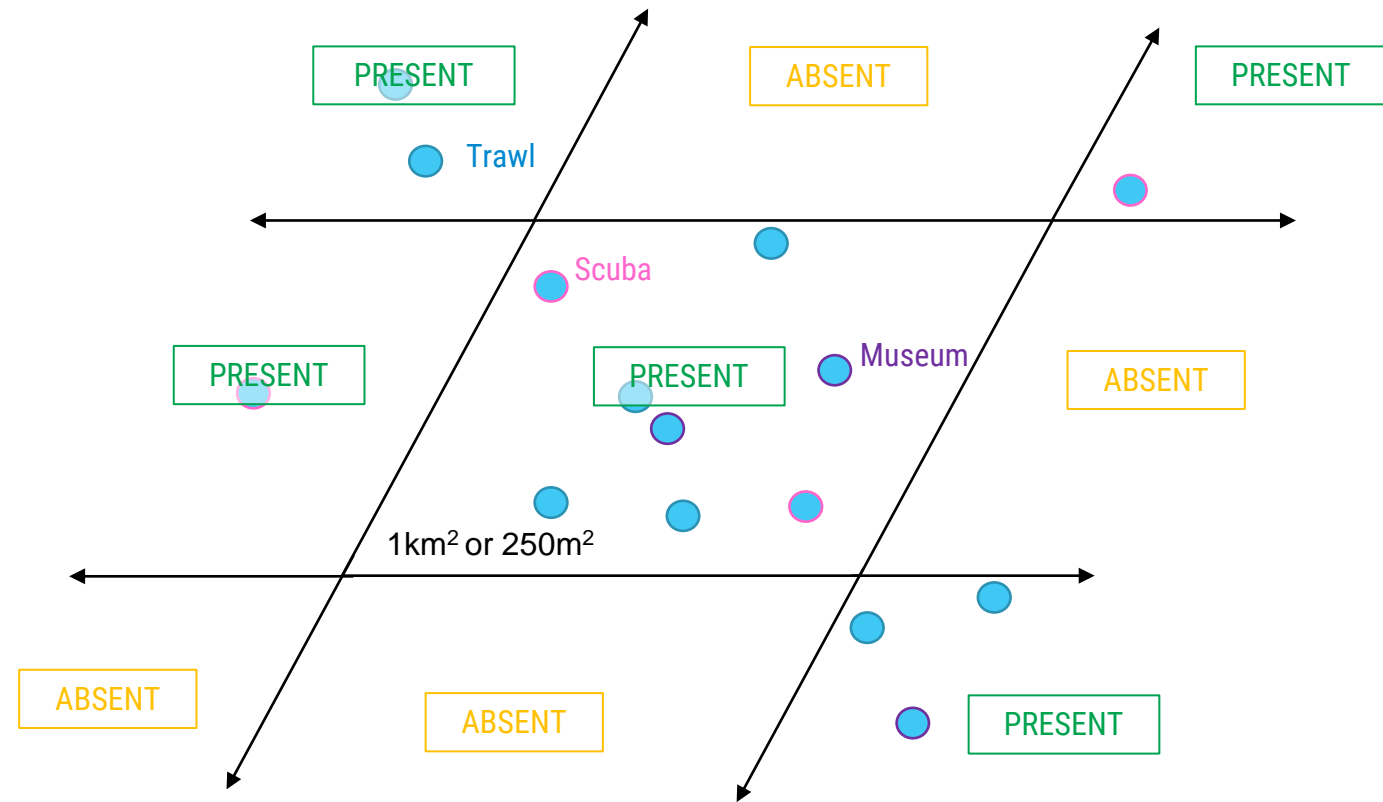 PRESENT
ABSENT
PRESENT
Trawl
Scuba
PRESENT
PRESENT
Museum
ABSENT
1km² or 250m²
ABSENT
ABSENT
PRESENT